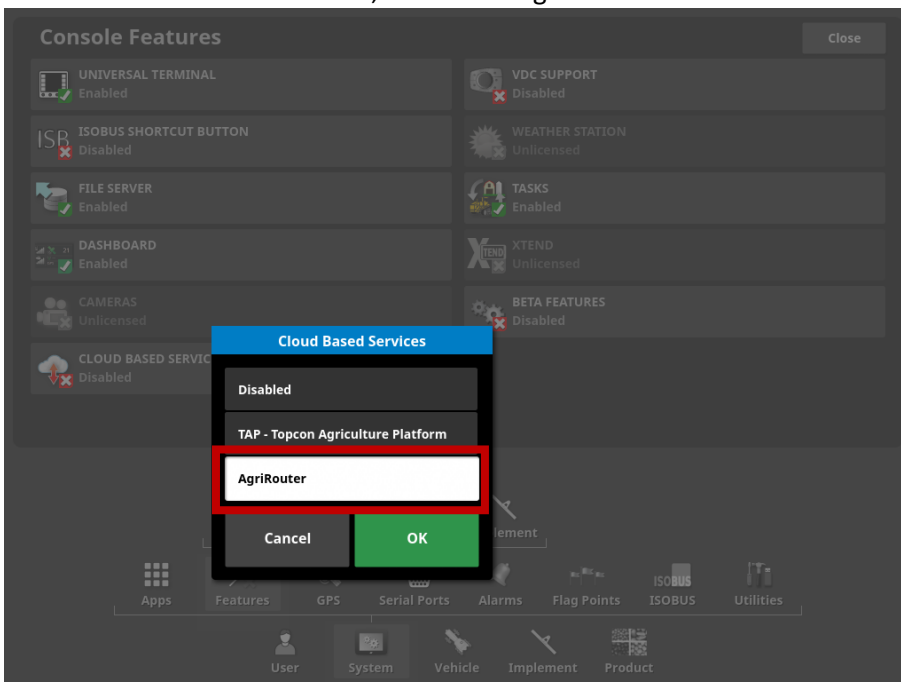 Console Features
Close
UNIVERSAL TERMINAL
Enabled
VDC SUPPORT
Disabled
ISB
ISOBUS SHORTCUT BUTTON
Disabled
WEATHER STATION
Unlicensed
FILE SERVER
Enabled
TASKS
Enabled
DASHBOARD
Enabled
XTEND
XTEND
Unlicensed
CAMERAS
Unlicensed
BETA FEATURES
Disabled
CLOUD BASED SERVIC
Disabled
Cloud Based Services
Disabled
TAP - Topcon Agriculture Platform
AgriRouter
Cancel
OK
lement
Apps
Features
GPS
Serial Ports
Alarms
Flag Points
ISOBUS
ISOBUS
Utilities
User
System
Vehicle
Implement
Product